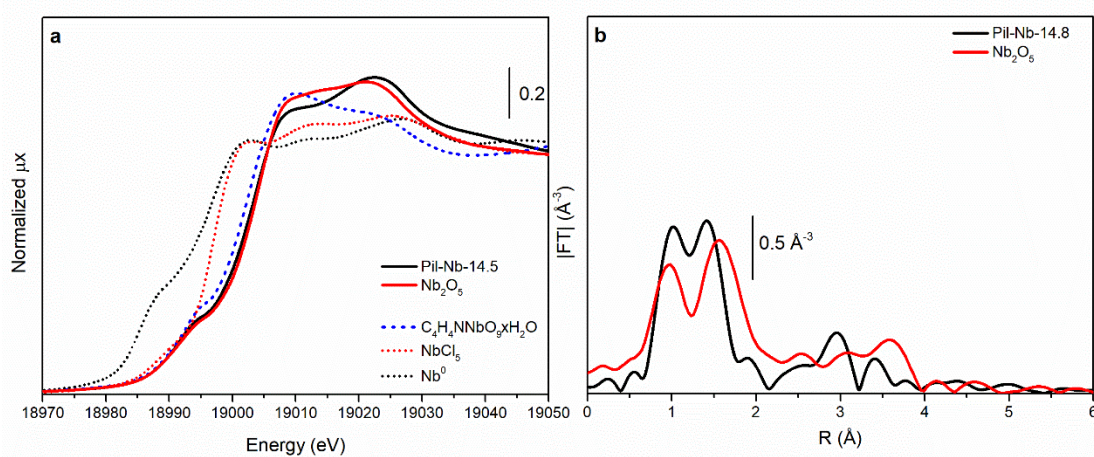 a
Normalized µx
0.2
Pil-Nb-14.5
Nb₂O₅
C₄H₄NNbO₉xH₂O
NbCl₅
Nb⁰
18970 18980 18990 19000 19010 19020 19030 19040 19050
Energy (eV)
b
|FT| (Å⁻³)
Pil-Nb-14.8
Nb₂O₅
0.5 Å⁻³
0 1 2 3 4 5 6
R (Å)